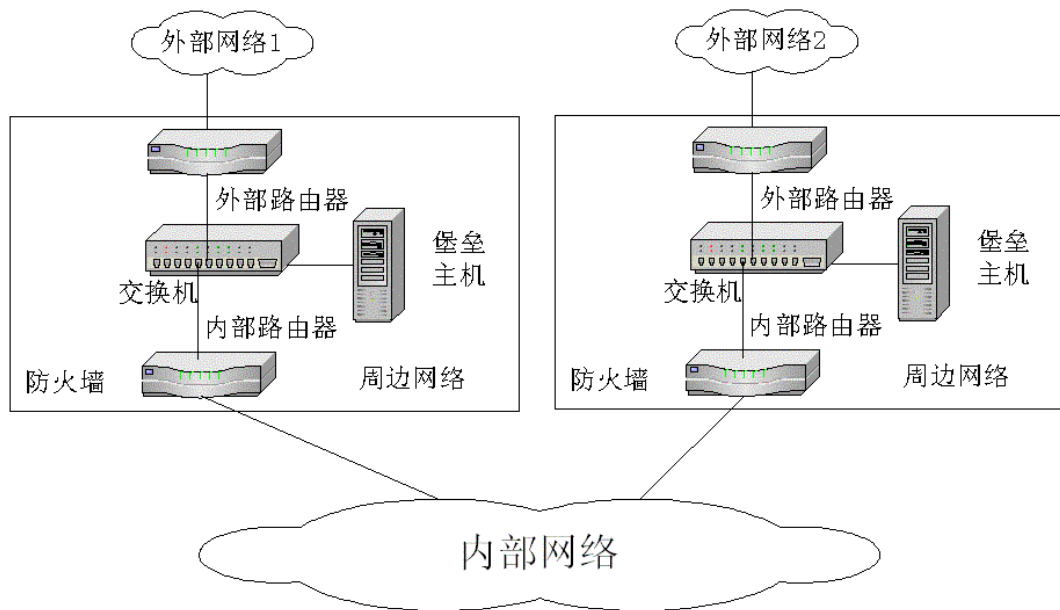 外部网络1
外部网络2
外部路由器
堡垒
主机
交换机
内部路由器
防火墙
周边网络
外部路由器
堡垒
主机
交换机
内部路由器
防火墙
周边网络
内部网络